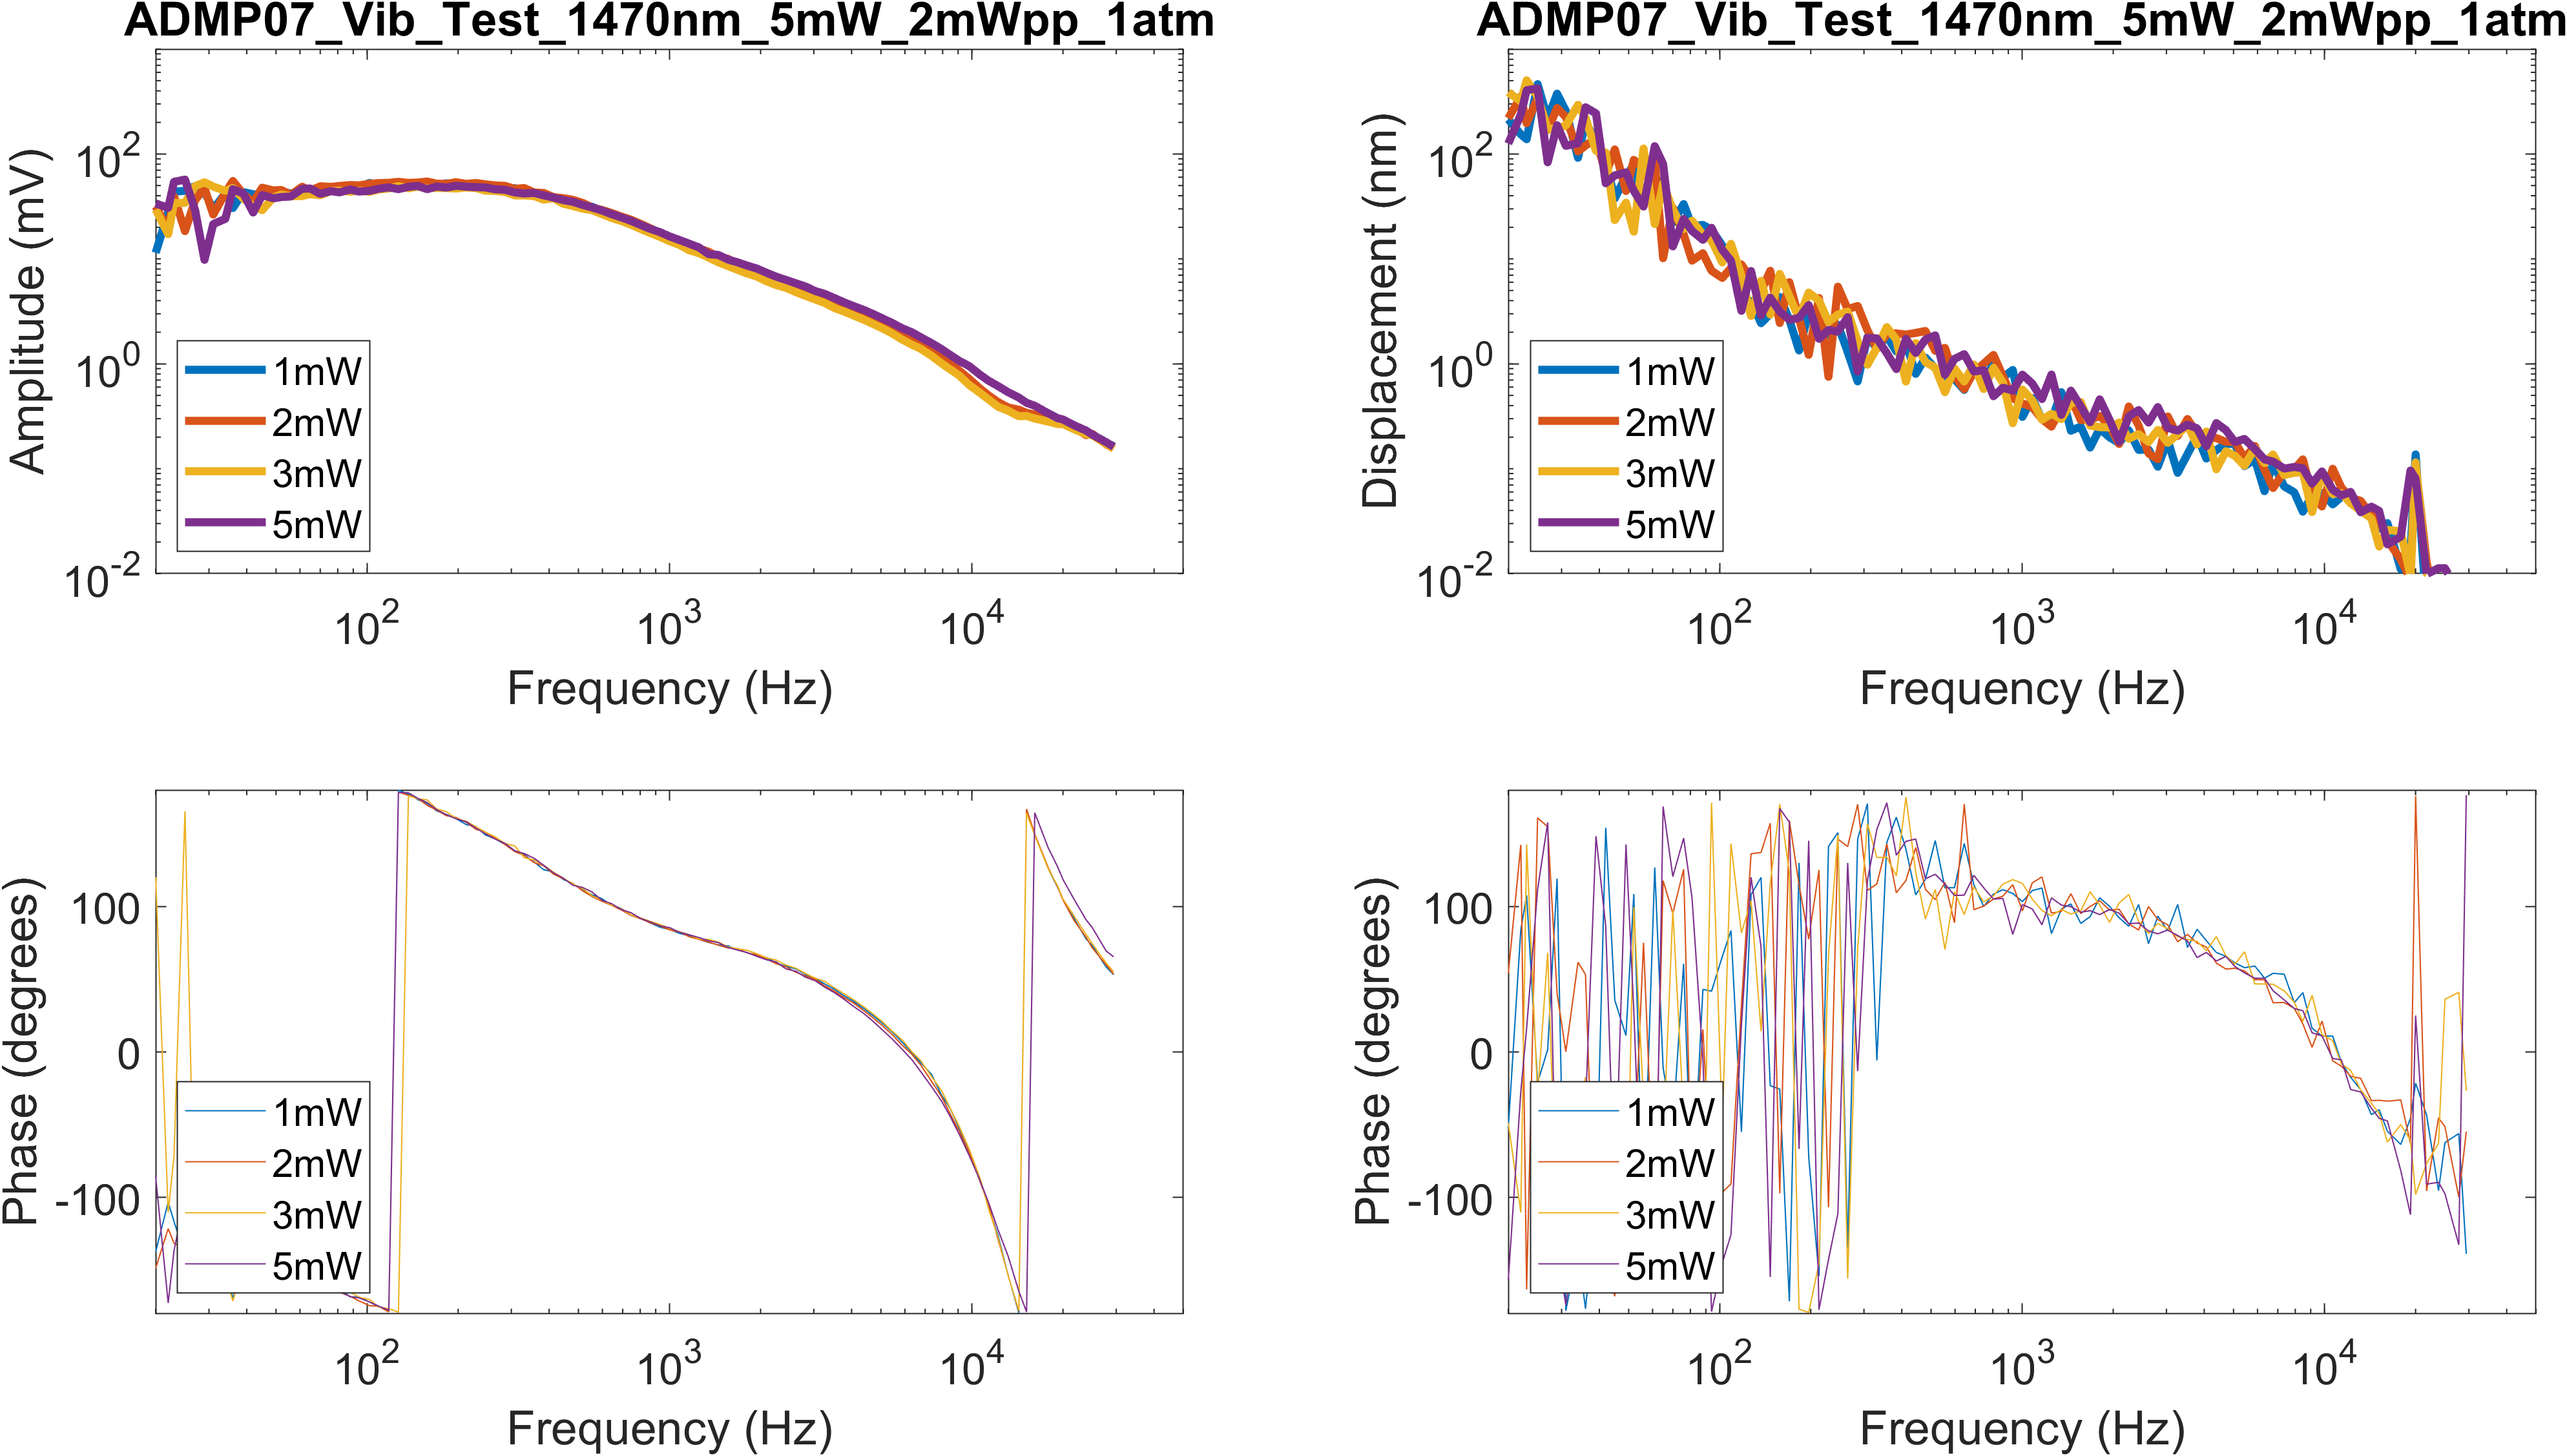 ADMP07_Vib_Test_1470nm_5mW_2mWpp_1atm
Amplitude (mV)
10^2
10^0
10^-2
1mW
2mW
3mW
5mW
10^2 10^3 10^4
Frequency (Hz)
ADMP07_Vib_Test_1470nm_5mW_2mWpp_1atm
Displacement (nm)
10^2
10^0
10^-2
1mW
2mW
3mW
5mW
10^2 10^3 10^4
Frequency (Hz)
Phase (degrees)
100
0
-100
1mW
2mW
3mW
5mW
10^2 10^3 10^4
Frequency (Hz)
Phase (degrees)
100
0
-100
1mW
2mW
3mW
5mW
10^2 10^3 10^4
Frequency (Hz)